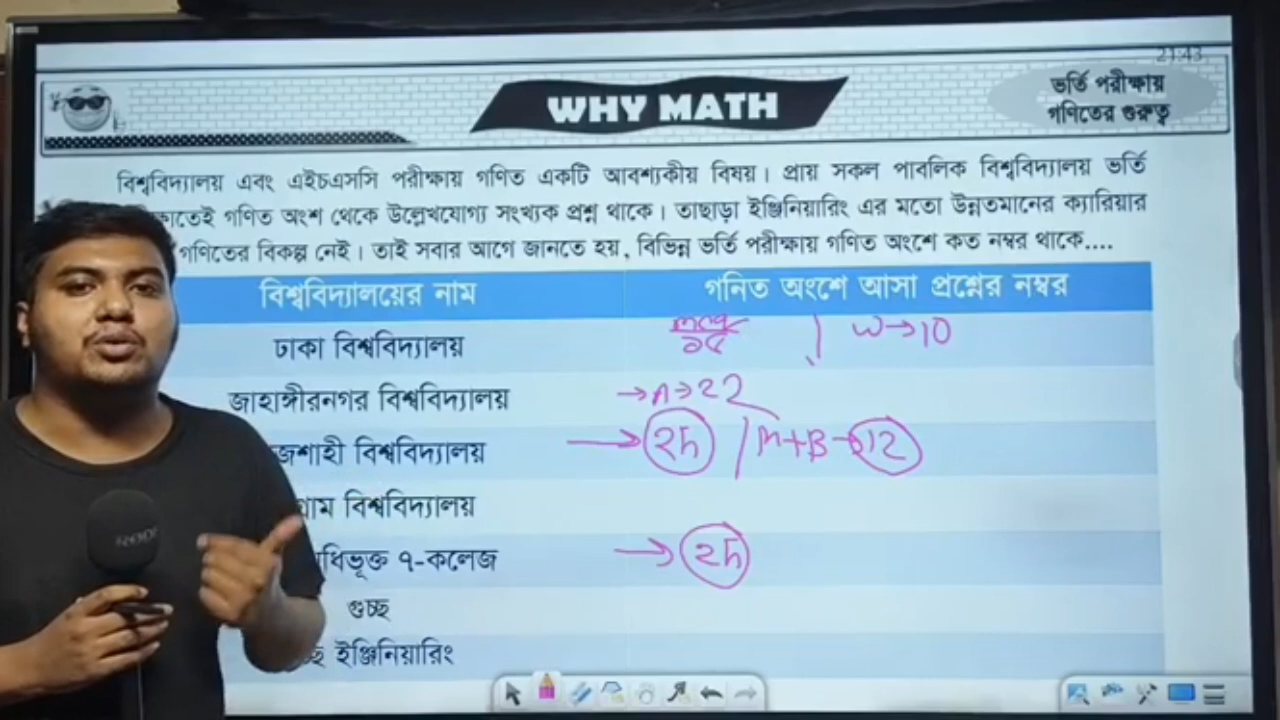 21:43
WHY MATH
ভর্তি পরীক্ষায়
গণিতের গুরুত্ব
বিশ্ববিদ্যালয় এবং এইচএসসি পরীক্ষায় গণিত একটি আবশ্যকীয় বিষয়। প্রায় সকল পাবলিক বিশ্ববিদ্যালয় ভর্তি
গণিত অংশ থেকে উল্লেখযোগ্য সংখ্যক প্রশ্ন থাকে। তাছাড়া ইঞ্জিনিয়ারিং এর মতো উন্নতমানের ক্যারিয়ার
গণিতের বিকল্প নেই। তাই সবার আগে জানতে হয়, বিভিন্ন ভর্তি পরীক্ষায় গণিত অংশে কত নম্বর থাকে....
বিশ্ববিদ্যালয়ের নাম গনিত অংশে আসা প্রশ্নের নম্বর
ঢাকা বিশ্ববিদ্যালয় mcq ১৫ | W→10
জাহাঙ্গীরনগর বিশ্ববিদ্যালয় →A→22
বিশ্ববিদ্যালয় → | M+B → 12
বিশ্ববিদ্যালয়
৭-কলেজ →
গুচ্ছ
ইঞ্জিনিয়ারিং